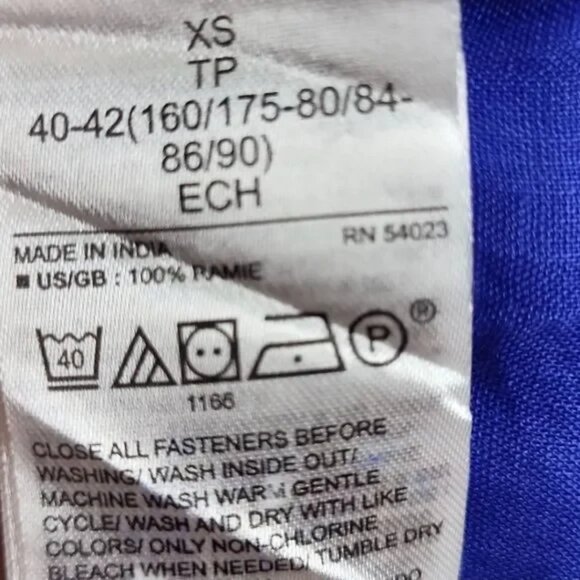 XS
TP
40-42(160/175-80/84-
86/90)
ECH
MADE IN INDIA
RN 54023
■ US/GB : 100% RAMIE
40
P
®
1166
CLOSE ALL FASTENERS BEFORE
WASHING/ WASH INSIDE OUT/
MACHINE WASH WARM GENTLE
CYCLE/ WASH AND DRY WITH LIKE
COLORS/ ONLY NON-CHLORINE
BLEACH WHEN NEEDED/ TUMBLE DRY